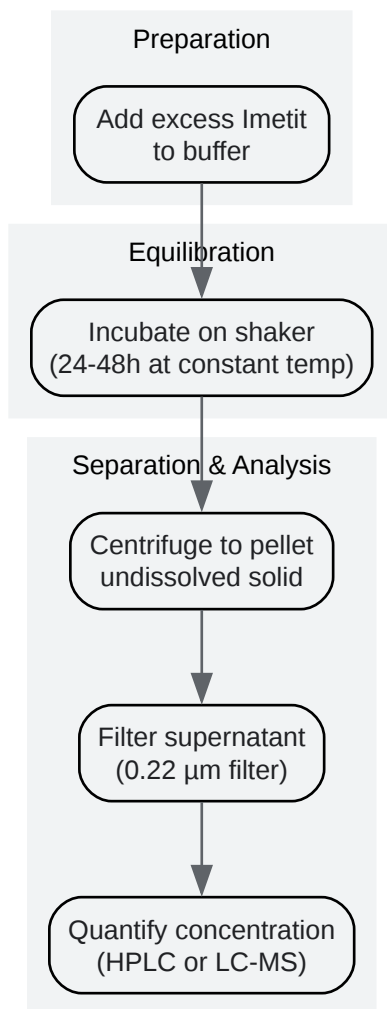 Preparation
Add excess Imetit
to buffer
Equilibration
Incubate on shaker
(24-48h at constant temp)
Separation & Analysis
Centrifuge to pellet
undissolved solid
Filter supernatant
(0.22 µm filter)
Quantify concentration
(HPLC or LC-MS)